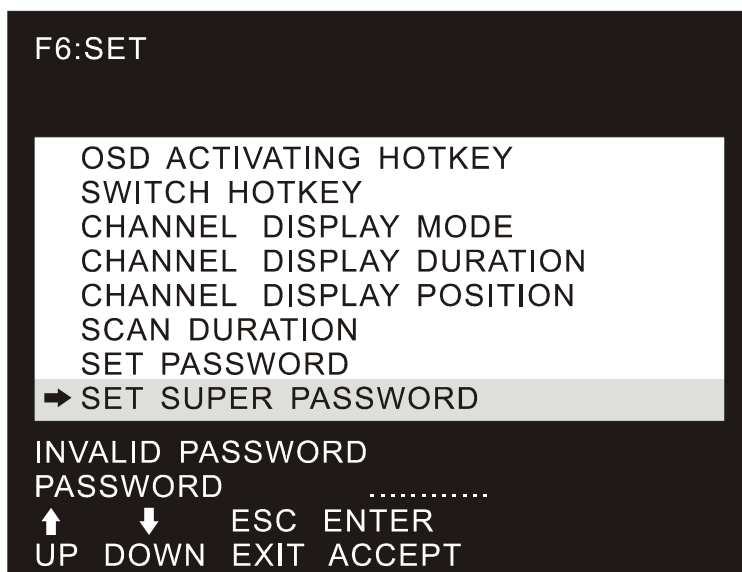 F6:SET
OSD ACTIVATING HOTKEY
SWITCH HOTKEY
CHANNEL DISPLAY MODE
CHANNEL DISPLAY DURATION
CHANNEL DISPLAY POSITION
SCAN DURATION
SET PASSWORD
➡ SET SUPER PASSWORD
INVALID PASSWORD
PASSWORD ............
⬆ ⬇ ESC ENTER
UP DOWN EXIT ACCEPT